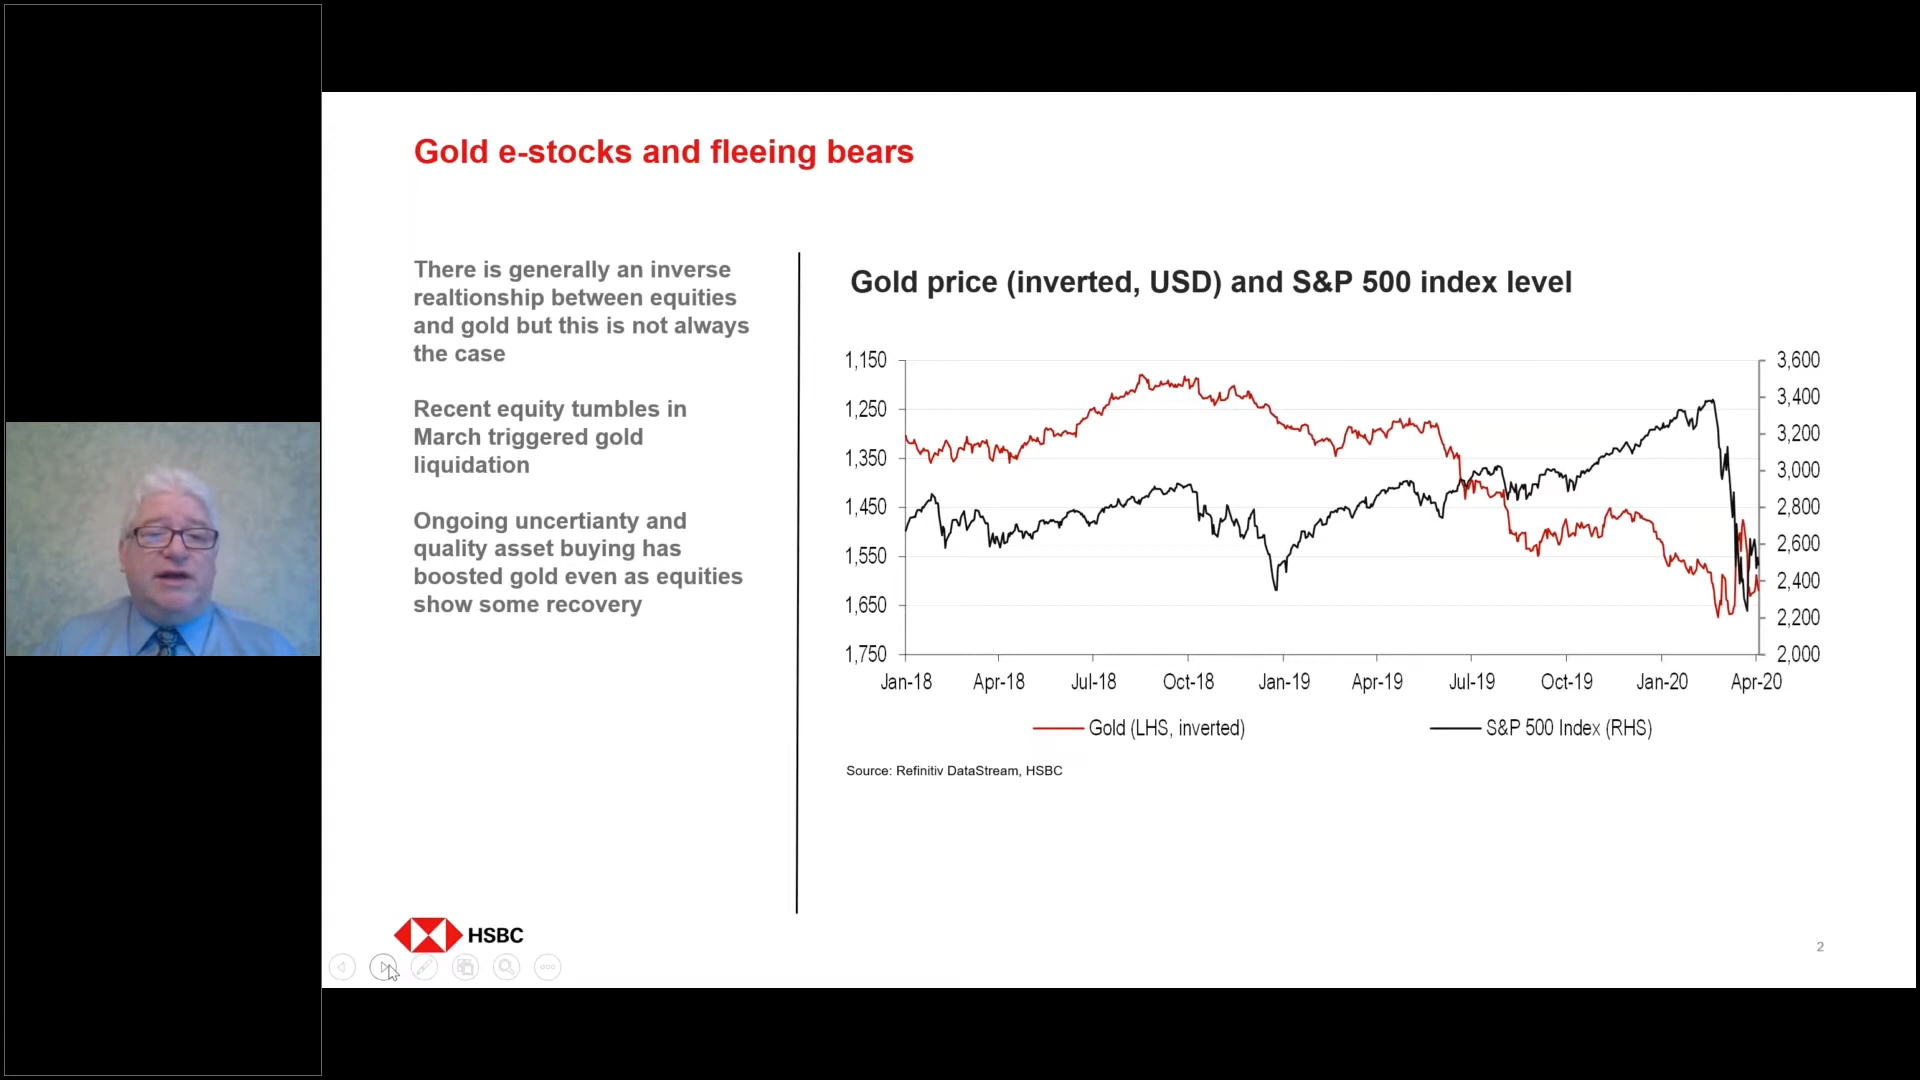 Gold e-stocks and fleeing bears
There is generally an inverse
realtionship between equities
and gold but this is not always
the case
Recent equity tumbles in
March triggered gold
liquidation
Ongoing uncertianty and
quality asset buying has
boosted gold even as equities
show some recovery
Gold price (inverted, USD) and S&P 500 index level
1,150
1,250
1,350
1,450
1,550
1,650
1,750
3,600
3,400
3,200
3,000
2,800
2,600
2,400
2,200
2,000
Jan-18 Apr-18 Jul-18 Oct-18 Jan-19 Apr-19 Jul-19 Oct-19 Jan-20 Apr-20
Gold (LHS, inverted) S&P 500 Index (RHS)
Source: Refinitiv DataStream, HSBC
HSBC
2